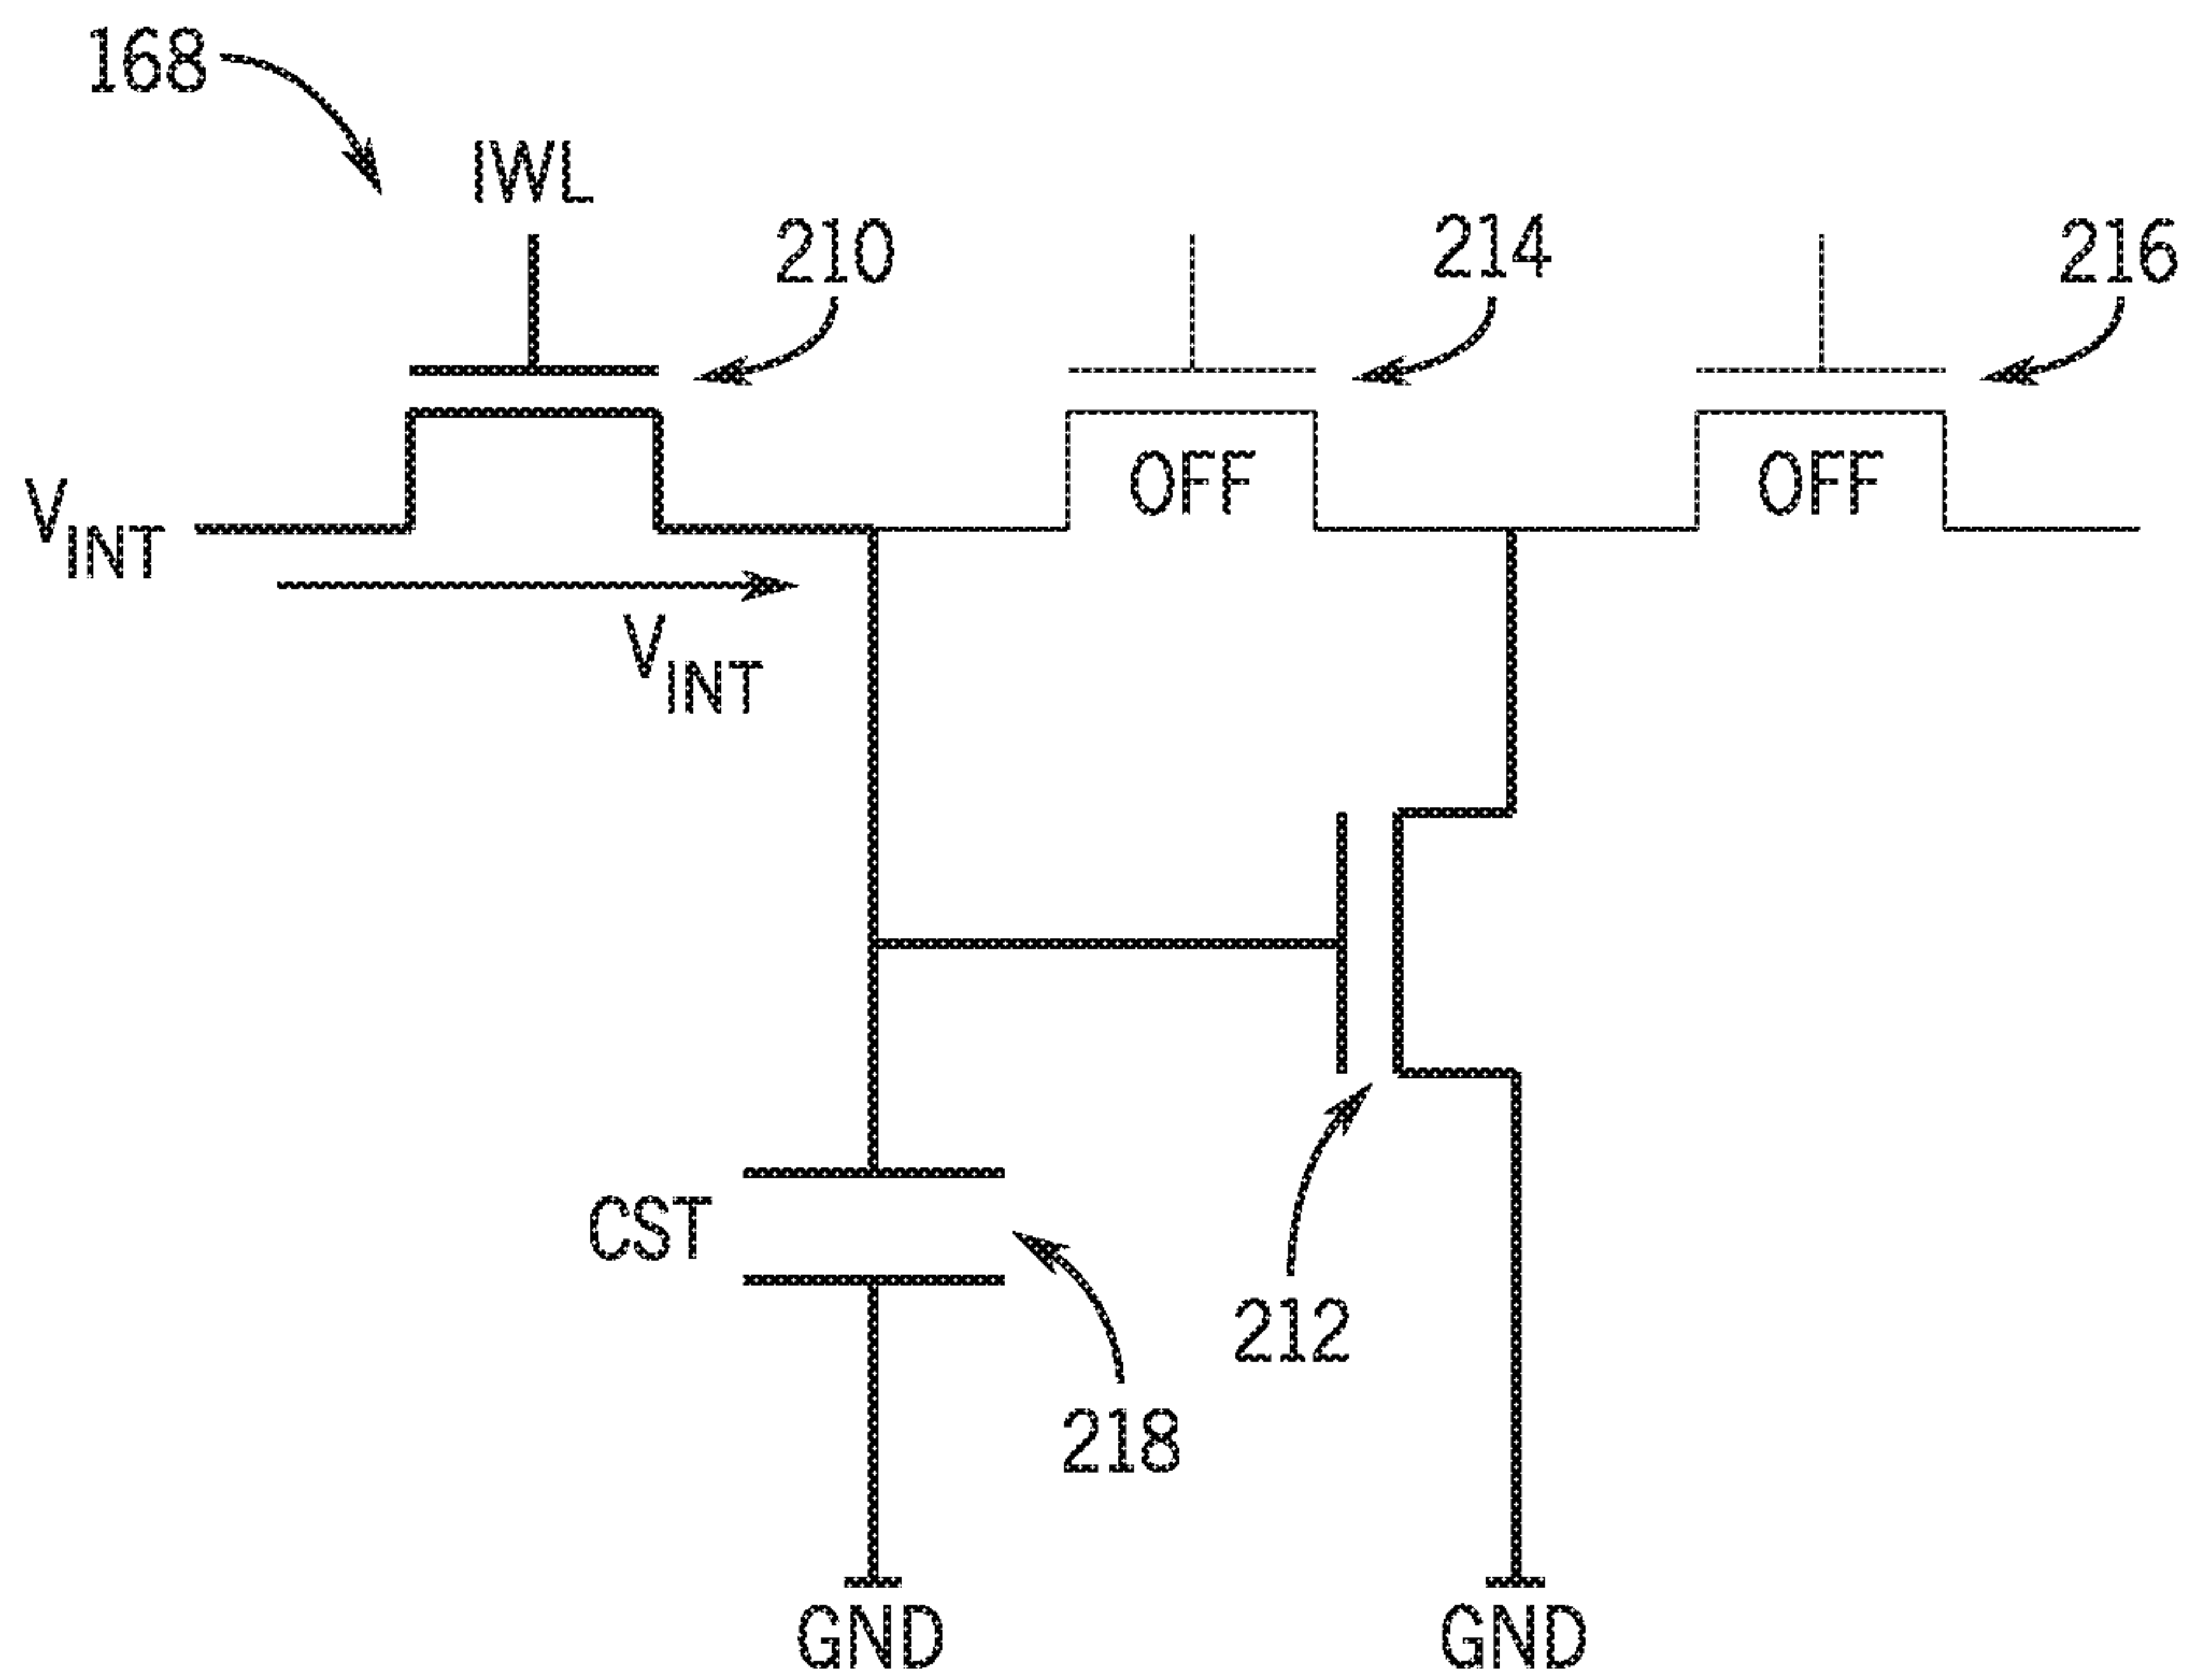 168
IWL
210
214
216
VINT
OFF
OFF
VINT
CST
212
218
GND
GND